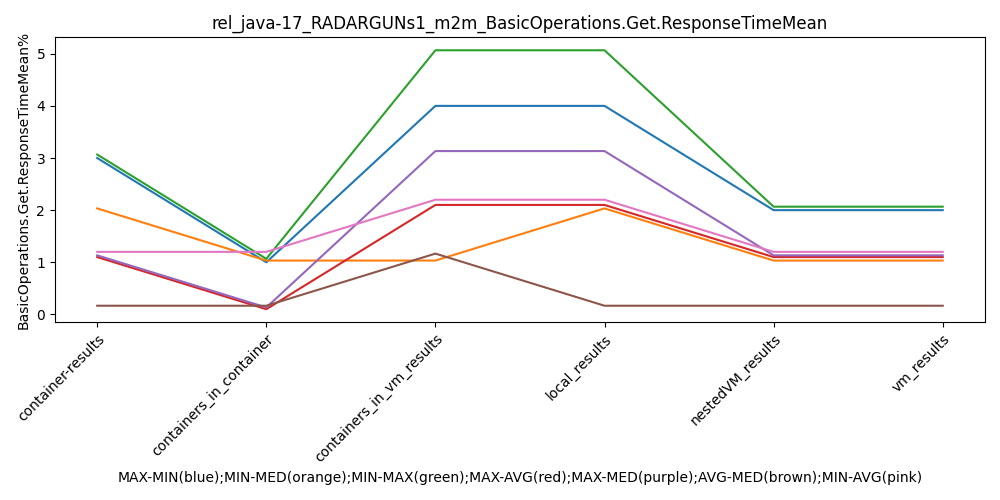 rel_java-17_RADARGUNs1_m2m_BasicOperations.Get.ResponseTimeMean
BasicOperations.Get.ResponseTimeMean%
5
4
3
2
1
0
container-results
containers_in_container
containers_in_vm_results
local_results
nestedVM_results
vm_results
MAX-MIN(blue);MIN-MED(orange);MIN-MAX(green);MAX-AVG(red);MAX-MED(purple);AVG-MED(brown);MIN-AVG(pink)